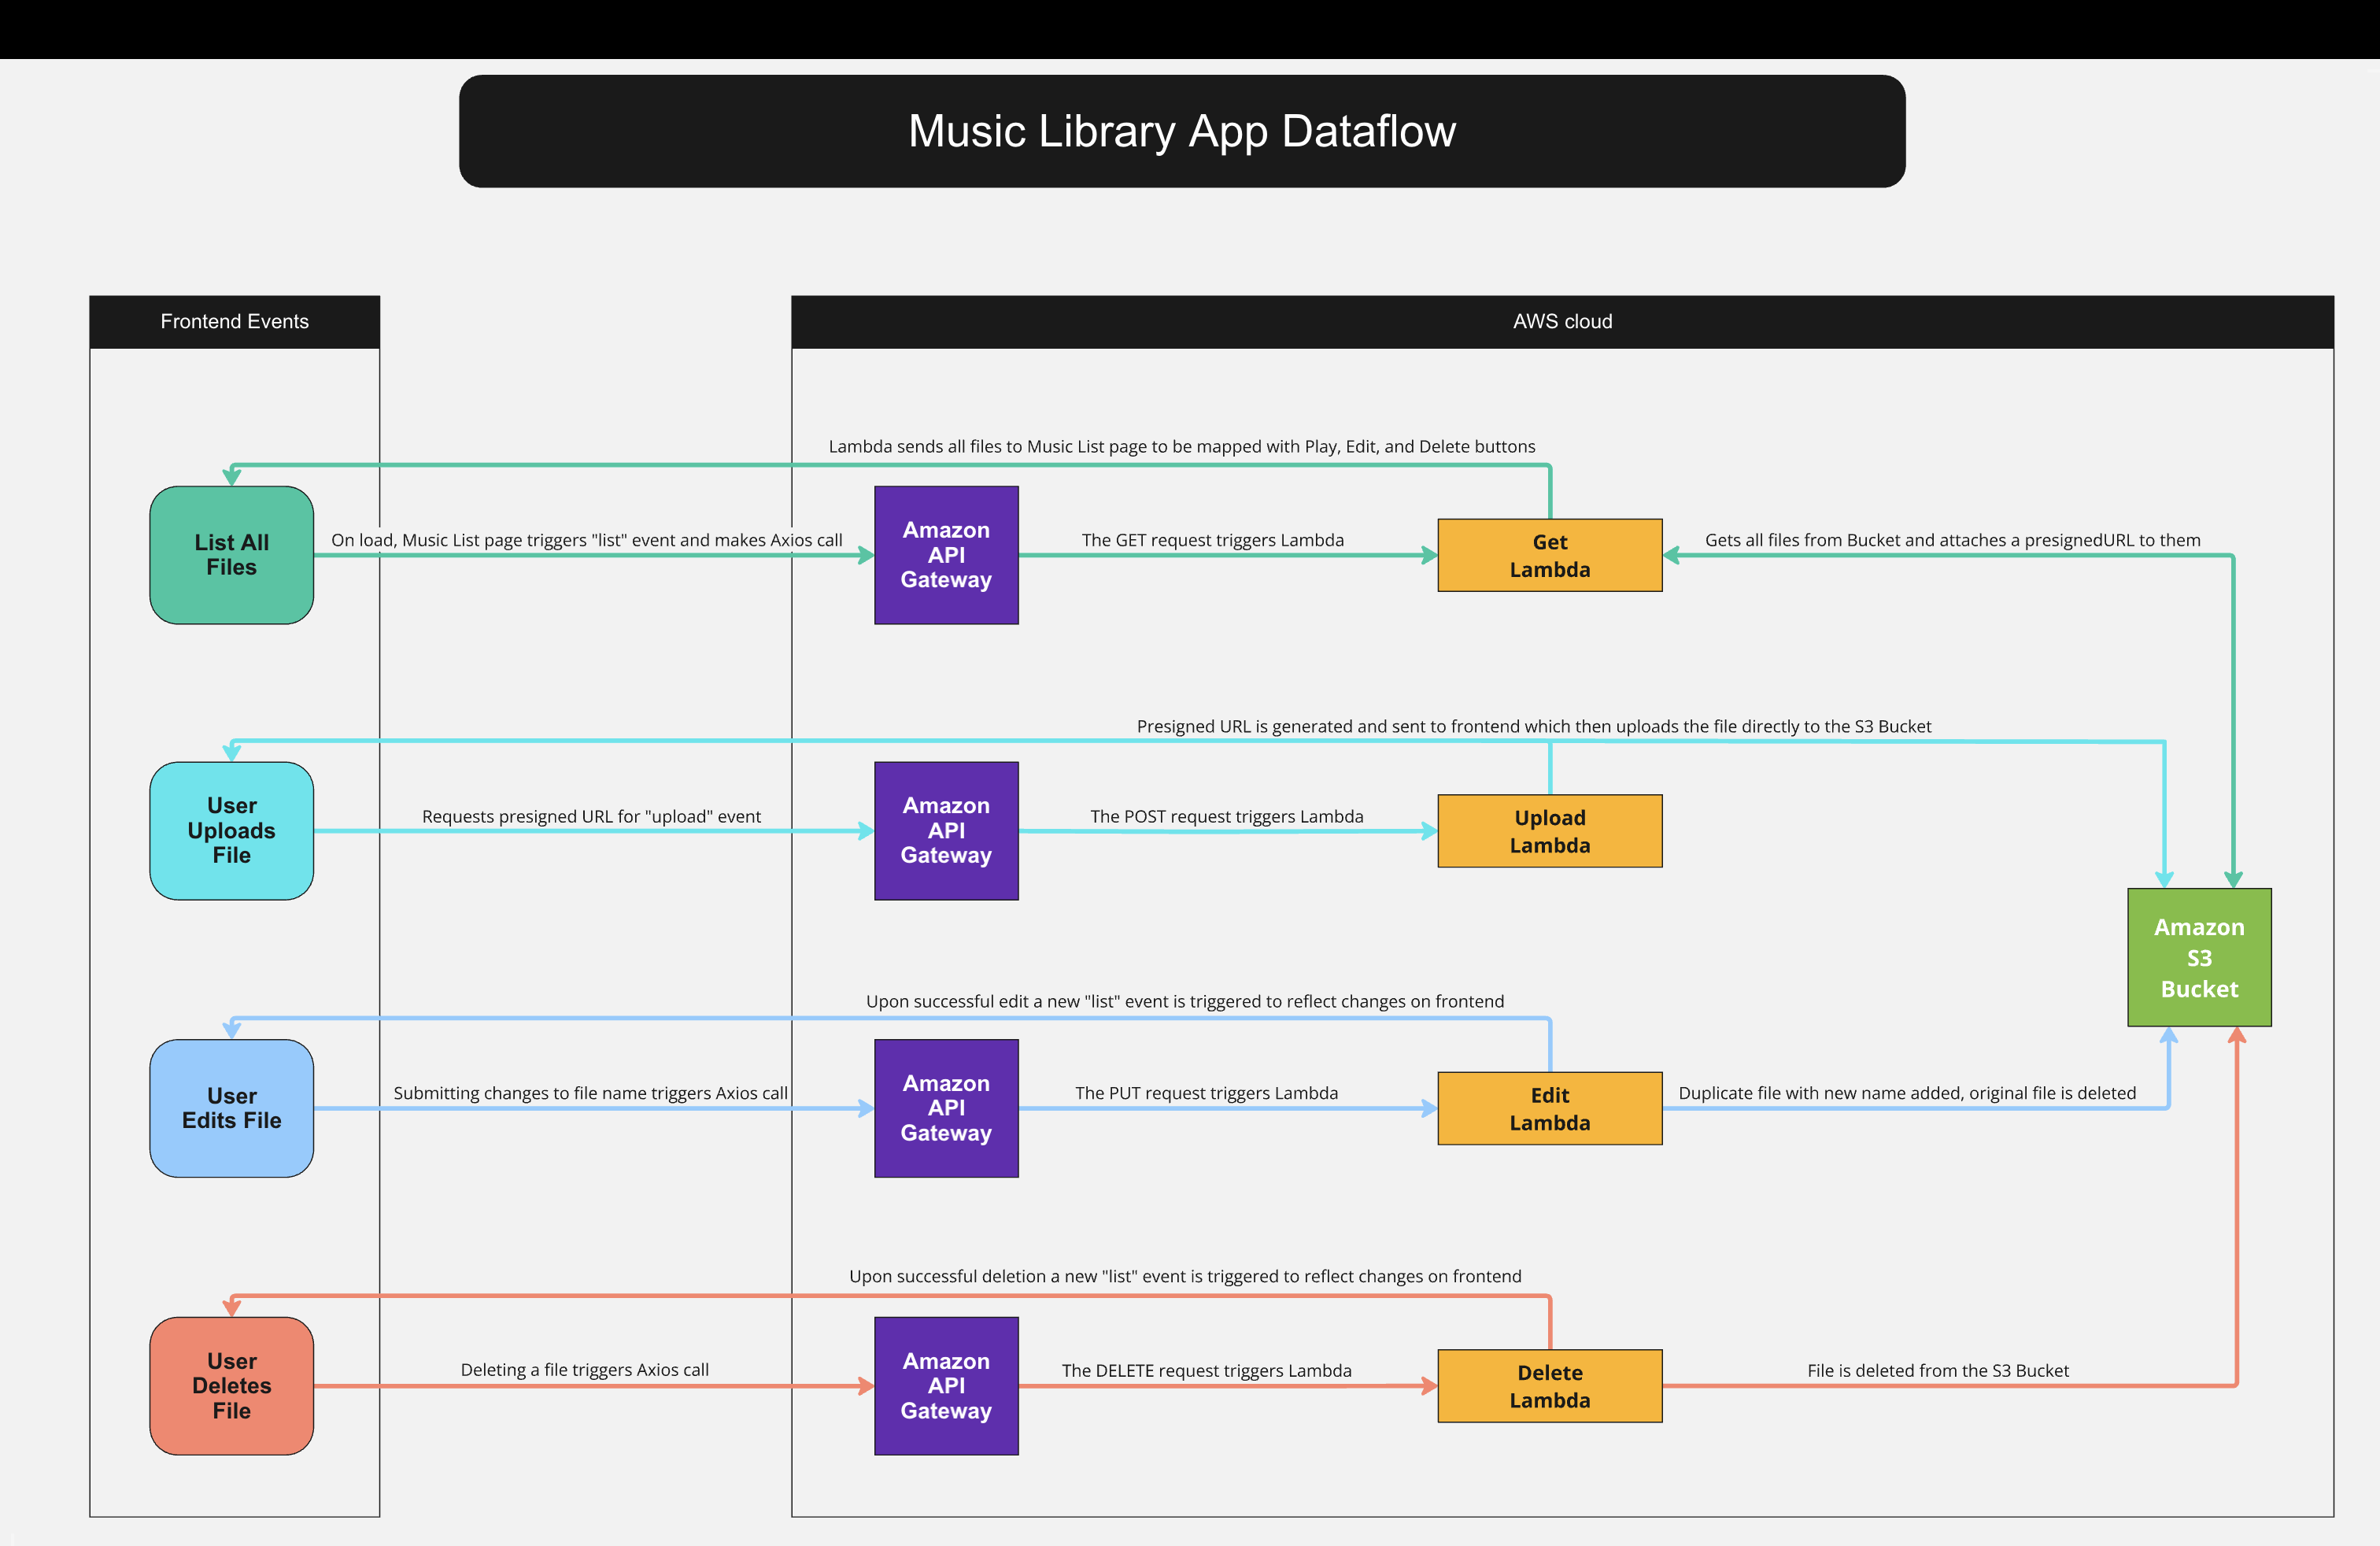 Music Library App Dataflow
Frontend Events
AWS cloud
Lambda sends all files to Music List page to be mapped with Play, Edit, and Delete buttons
List All
Files
On load, Music List page triggers "list" event and makes Axios call
Amazon
API
Gateway
The GET request triggers Lambda
Get
Lambda
Gets all files from Bucket and attaches a presignedURL to them
Presigned URL is generated and sent to frontend which then uploads the file directly to the S3 Bucket
User
Uploads
File
Requests presigned URL for "upload" event
Amazon
API
Gateway
The POST request triggers Lambda
Upload
Lambda
Amazon
S3
Bucket
Upon successful edit a new "list" event is triggered to reflect changes on frontend
User
Edits File
Submitting changes to file name triggers Axios call
Amazon
API
Gateway
The PUT request triggers Lambda
Edit
Lambda
Duplicate file with new name added, original file is deleted
Upon successful deletion a new "list" event is triggered to reflect changes on frontend
User
Deletes
File
Deleting a file triggers Axios call
Amazon
API
Gateway
The DELETE request triggers Lambda
Delete
Lambda
File is deleted from the S3 Bucket